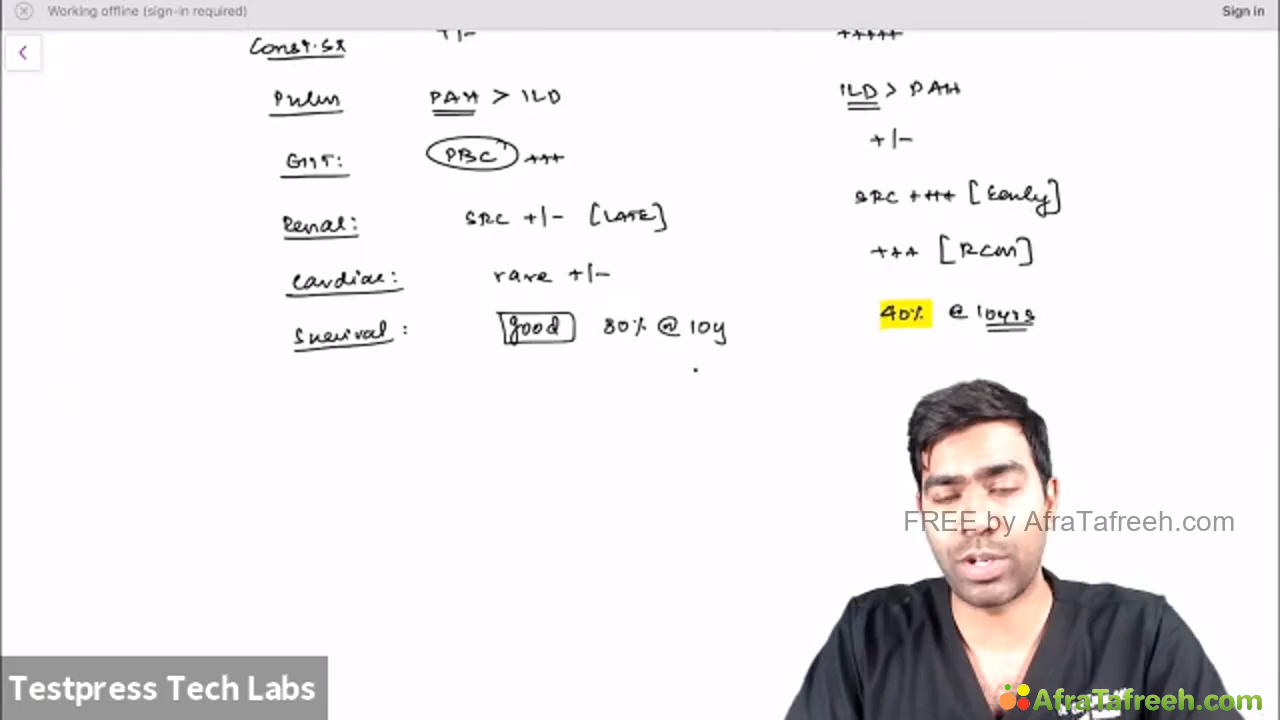 Working offline (sign-in required) Sign in
Const. Sx +/- +++++
Pulm PAH > ILD ILD > PAH
GIT: PBC +++ +/-
Renal: SRC +/- [LATE] SRC +++ [Early]
Cardiac: rare +/- +++ [RCM]
Survival: good 80% @ 10y 40% @ 10yrs
FREE by AfraTafreeh.com
Testpress Tech Labs
AfraTafreeh.com